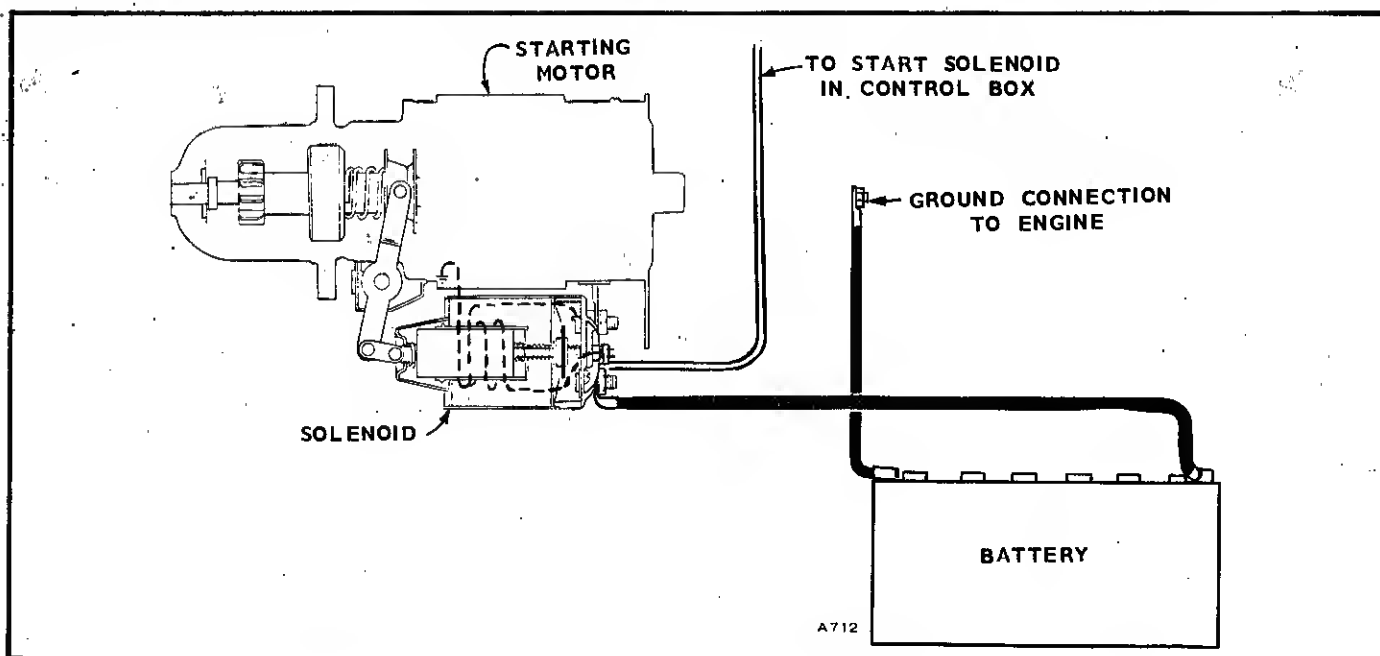 STARTING
MOTOR
TO START SOLENOID
IN. CONTROL BOX
GROUND CONNECTION
TO ENGINE
SOLENOID
BATTERY
A712